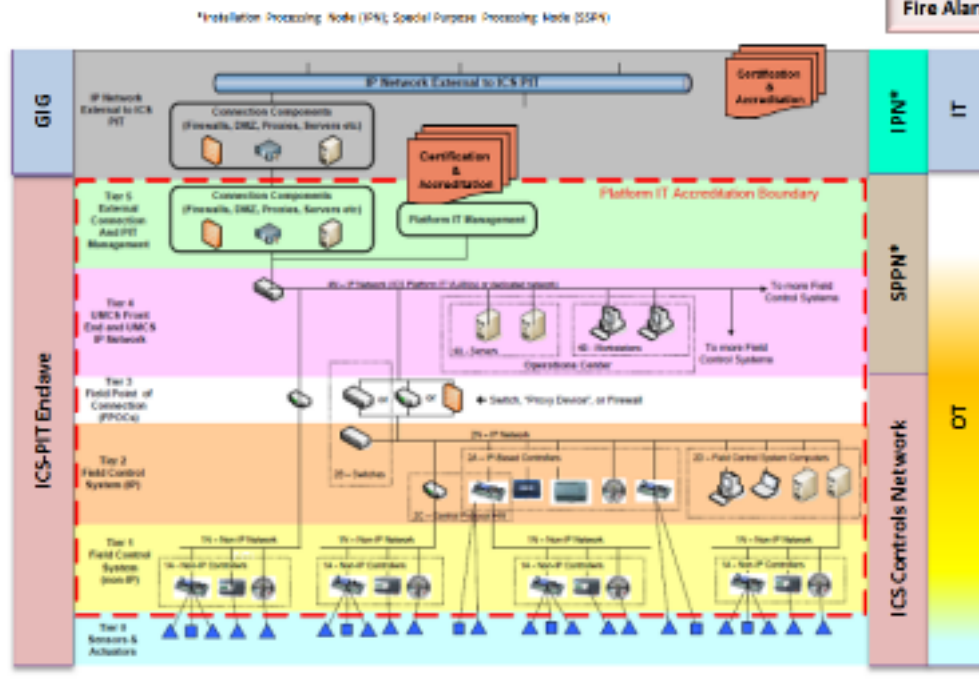 *Installation Processing Node (IPN); Special Purpose Processing Node (SSPN)
Fire Alar
GIG
IP Network
External to ICS
PIT
IP Network External to ICS PIT
Connection Components
(Firewalls, DMZ, Proxies, Servers etc)
Certification
&
Accreditation
Certification
&
Accreditation
IPN*
IT
ICS-PIT Enclave
Tier 5
External
Connection
And PIT
Management
Connection Components
(Firewalls, DMZ, Proxies, Servers etc)
Platform IT Management
Platform IT Accreditation Boundary
SPPN*
Tier 4
UMCS Front
End and UMCS
IP Network
To more Field
Control Systems
4A - Servers
4B - Workstations
Operations Center
To more Field
Control Systems
Tier 3
Field Point of
Connection
(FPOCs)
or
or
Switch, "Proxy Device", or Firewall
Tier 2
Field Control
System (IP)
2N – IP Network
2A – IP Based Controllers
2D – Field Control System Computers
2B – Switches
OT
ICS Controls Network
Tier 1
Field Control
System
(non-IP)
1N - Non-IP Network
1N - Non-IP Network
1N - Non-IP Network
1N - Non-IP Network
1A - Non-IP Controllers
1A - Non-IP Controllers
1A - Non-IP Controllers
1A - Non-IP Controllers
Tier 0
Sensors &
Actuators